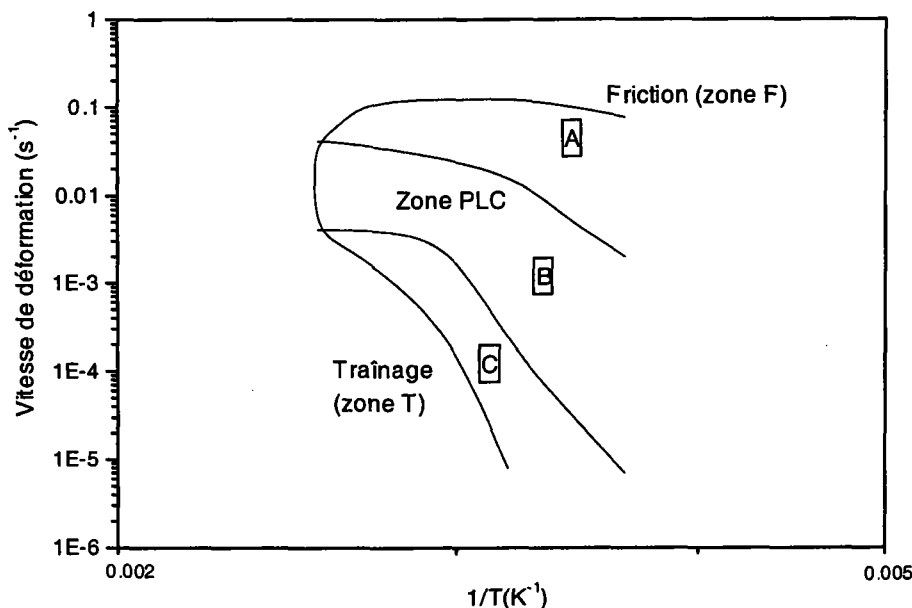 1
0.1
0.01
1E-3
1E-4
1E-5
1E-6
Vitesse de déformation (s⁻¹)
Friction (zone F)
A
Zone PLC
B
C
Traînage
(zone T)
0.002
0.005
1/T(K⁻¹)